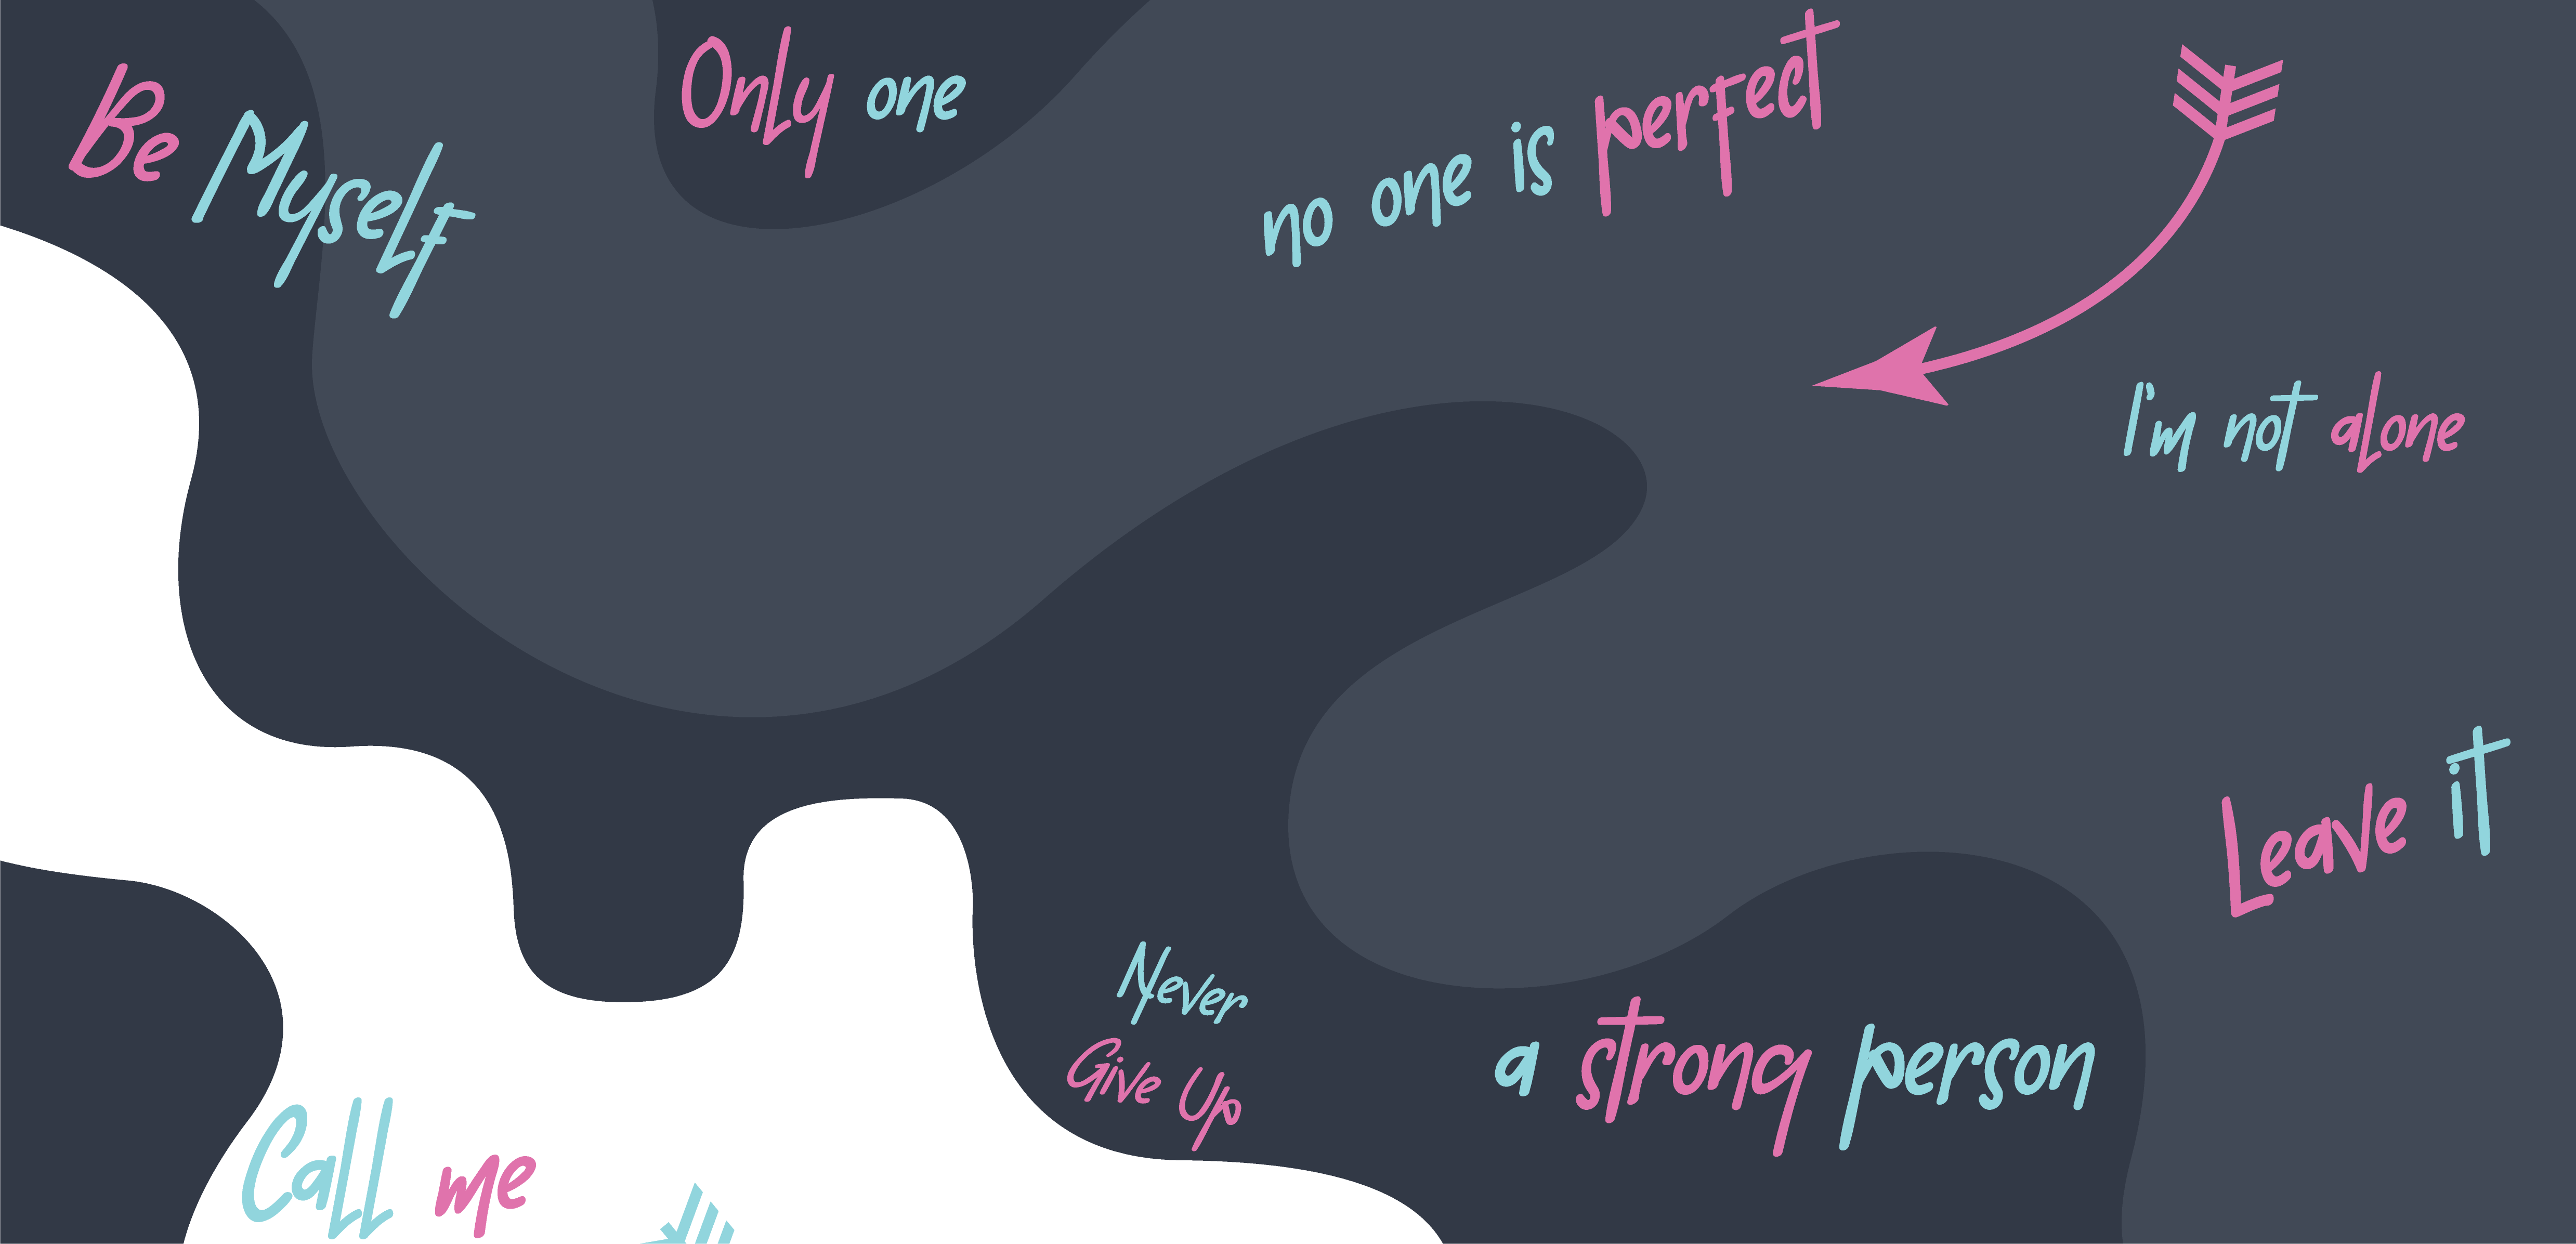 Be Myself
Only one
no one is perfect
I'm not alone
Leave it
Never
Give Up
a strong person
Call me